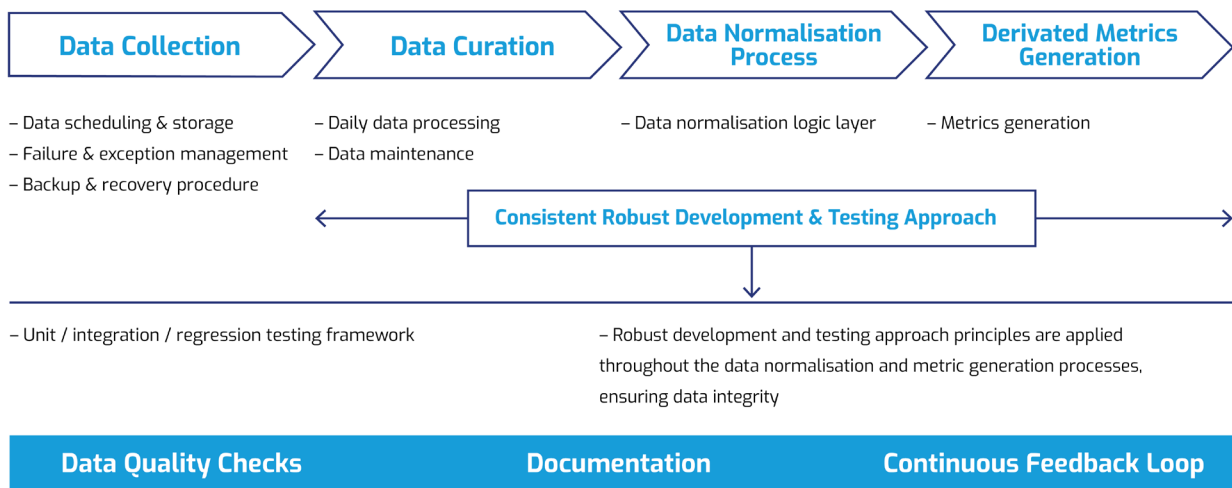 Data Collection
Data Curation
Data Normalisation
Process
Derivated Metrics
Generation
– Data scheduling & storage
– Failure & exception management
– Backup & recovery procedure
– Daily data processing
– Data maintenance
– Data normalisation logic layer
– Metrics generation
Consistent Robust Development & Testing Approach
– Unit / integration / regression testing framework
– Robust development and testing approach principles are applied
throughout the data normalisation and metric generation processes,
ensuring data integrity
Data Quality Checks
Documentation
Continuous Feedback Loop